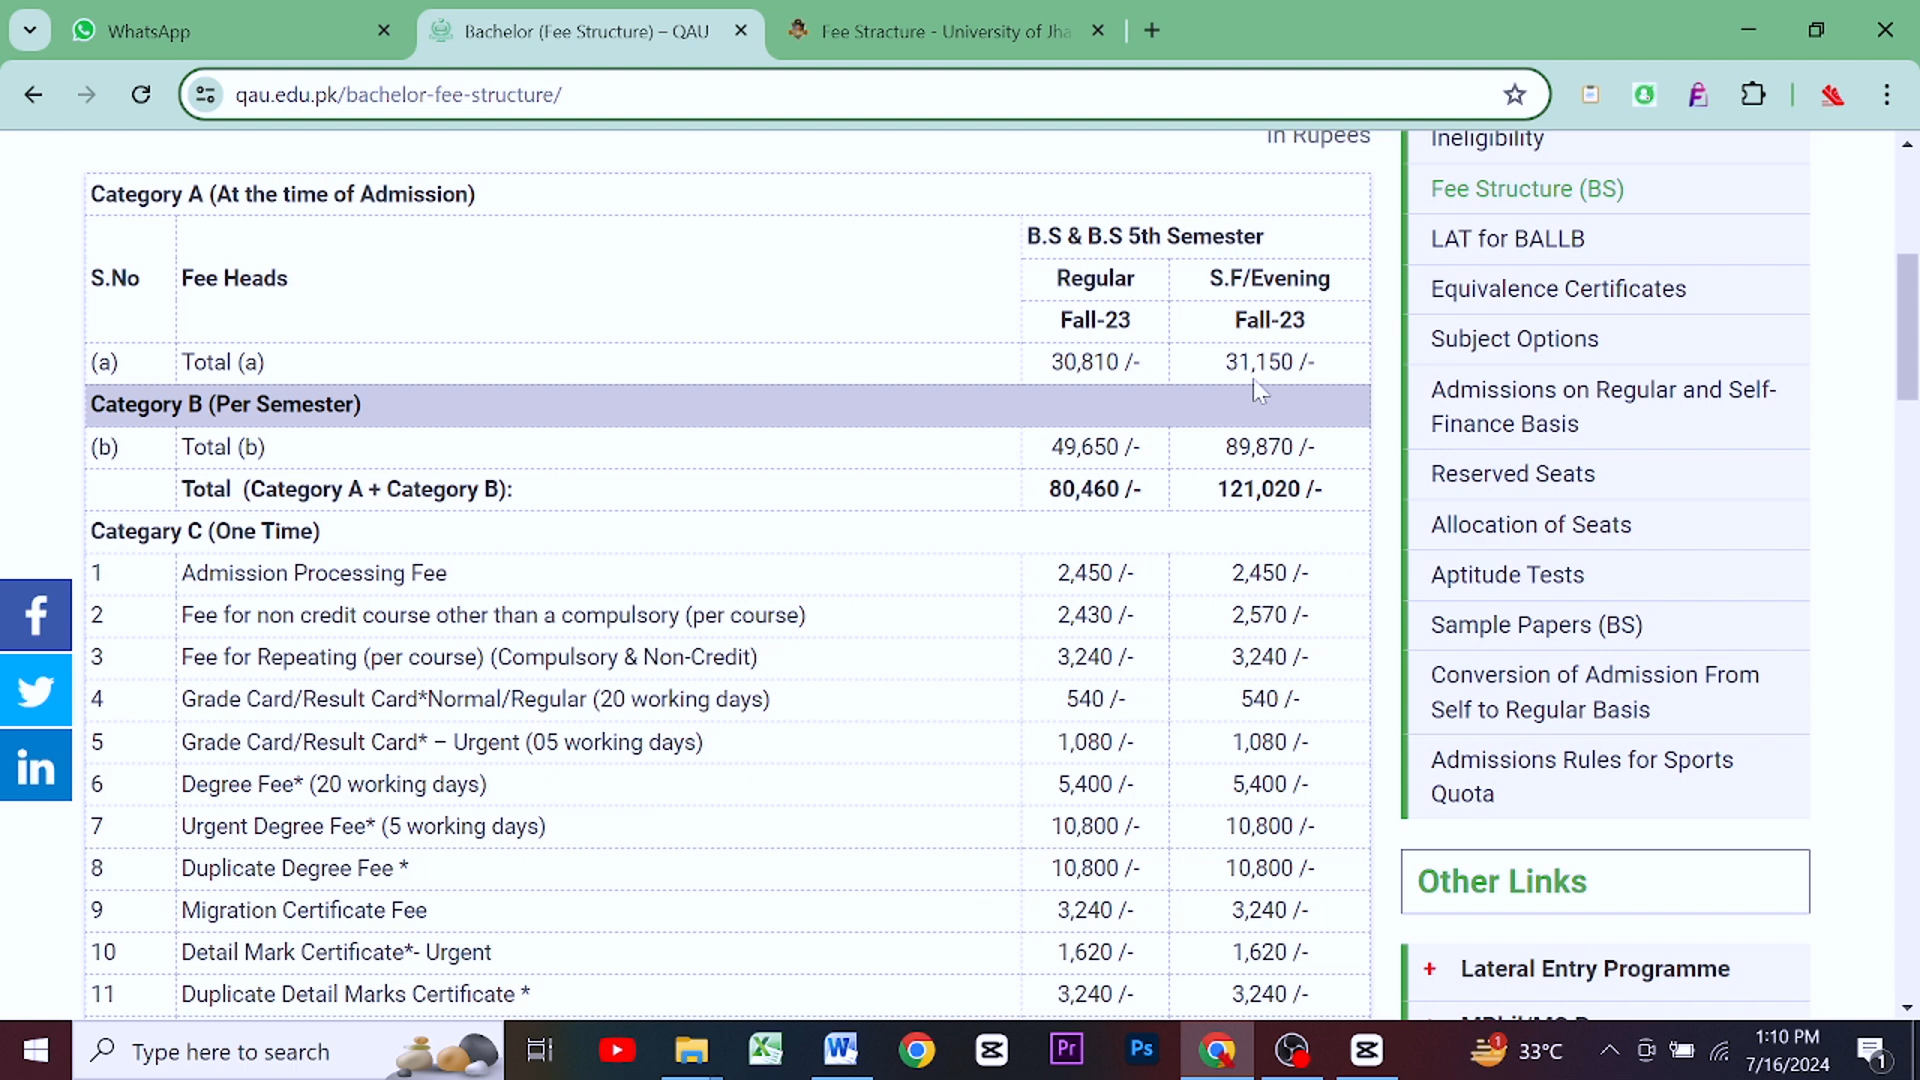 WhatsApp
Bachelor (Fee Structure) – QAU
Fee Stracture - University of Jha
qau.edu.pk/bachelor-fee-structure/
In Rupees
Category A (At the time of Admission)
S.No Fee Heads B.S & B.S 5th Semester
Regular S.F/Evening
Fall-23 Fall-23
(a) Total (a) 30,810 /- 31,150 /-
Category B (Per Semester)
(b) Total (b) 49,650 /- 89,870 /-
Total (Category A + Category B): 80,460 /- 121,020 /-
Categary C (One Time)
1 Admission Processing Fee 2,450 /- 2,450 /-
2 Fee for non credit course other than a compulsory (per course) 2,430 /- 2,570 /-
3 Fee for Repeating (per course) (Compulsory & Non-Credit) 3,240 /- 3,240 /-
4 Grade Card/Result Card*Normal/Regular (20 working days) 540 /- 540 /-
5 Grade Card/Result Card* – Urgent (05 working days) 1,080 /- 1,080 /-
6 Degree Fee* (20 working days) 5,400 /- 5,400 /-
7 Urgent Degree Fee* (5 working days) 10,800 /- 10,800 /-
8 Duplicate Degree Fee * 10,800 /- 10,800 /-
9 Migration Certificate Fee 3,240 /- 3,240 /-
10 Detail Mark Certificate*- Urgent 1,620 /- 1,620 /-
11 Duplicate Detail Marks Certificate * 3,240 /- 3,240 /-
Ineligibility
Fee Structure (BS)
LAT for BALLB
Equivalence Certificates
Subject Options
Admissions on Regular and Self-
Finance Basis
Reserved Seats
Allocation of Seats
Aptitude Tests
Sample Papers (BS)
Conversion of Admission From
Self to Regular Basis
Admissions Rules for Sports
Quota
Other Links
+ Lateral Entry Programme
Type here to search
Pr
Ps
1
33°C
1:10 PM
7/16/2024
1